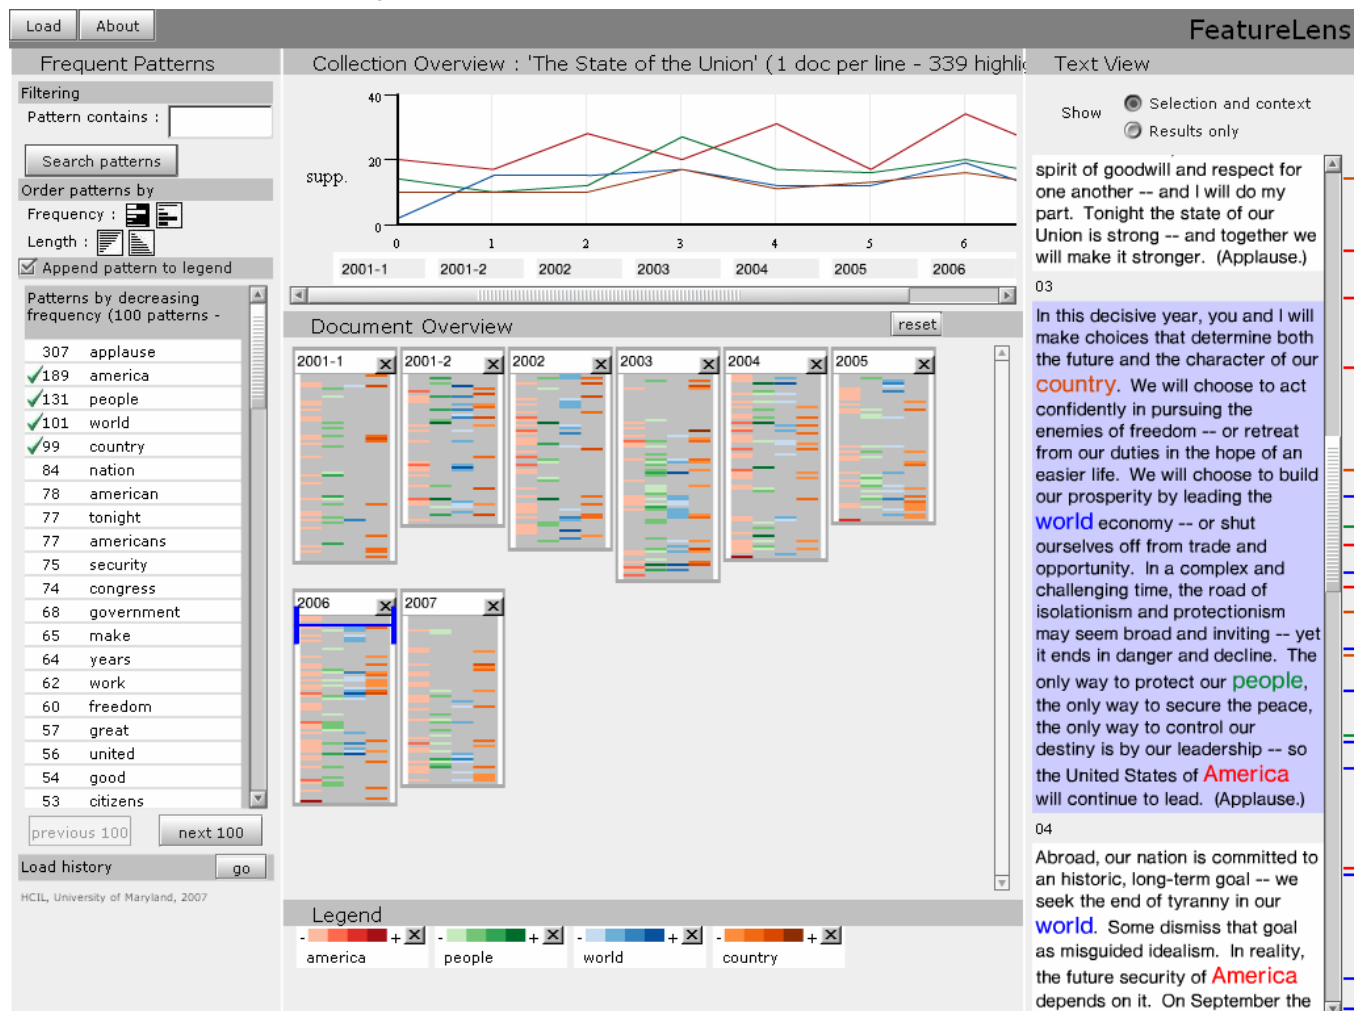 Load
About
FeatureLens
Frequent Patterns
Filtering
Pattern contains :
Search patterns
Order patterns by
Frequency :
Length :
Append pattern to legend
Patterns by decreasing
frequency (100 patterns -
307 applause
189 america
131 people
101 world
99 country
84 nation
78 american
77 tonight
77 americans
75 security
74 congress
68 government
65 make
64 years
62 work
60 freedom
57 great
56 united
54 good
53 citizens
previous 100
next 100
Load history
go
HCIL, University of Maryland, 2007
Collection Overview : 'The State of the Union' (1 doc per line - 339 highlig
40
20
supp.
0
0 1 2 3 4 5 6
2001-1 2001-2 2002 2003 2004 2005 2006
Document Overview
reset
2001-1 2001-2 2002 2003 2004 2005
2006 2007
Legend
- +
- +
- +
- +
america people world country
Text View
Show
Selection and context
Results only
spirit of goodwill and respect for
one another -- and I will do my
part. Tonight the state of our
Union is strong -- and together we
will make it stronger. (Applause.)
03
In this decisive year, you and I will
make choices that determine both
the future and the character of our
country. We will choose to act
confidently in pursuing the
enemies of freedom -- or retreat
from our duties in the hope of an
easier life. We will choose to build
our prosperity by leading the
world economy -- or shut
ourselves off from trade and
opportunity. In a complex and
challenging time, the road of
isolationism and protectionism
may seem broad and inviting -- yet
it ends in danger and decline. The
only way to protect our people,
the only way to secure the peace,
the only way to control our
destiny is by our leadership -- so
the United States of America
will continue to lead. (Applause.)
04
Abroad, our nation is committed to
an historic, long-term goal -- we
seek the end of tyranny in our
world. Some dismiss that goal
as misguided idealism. In reality,
the future security of America
depends on it. On September the